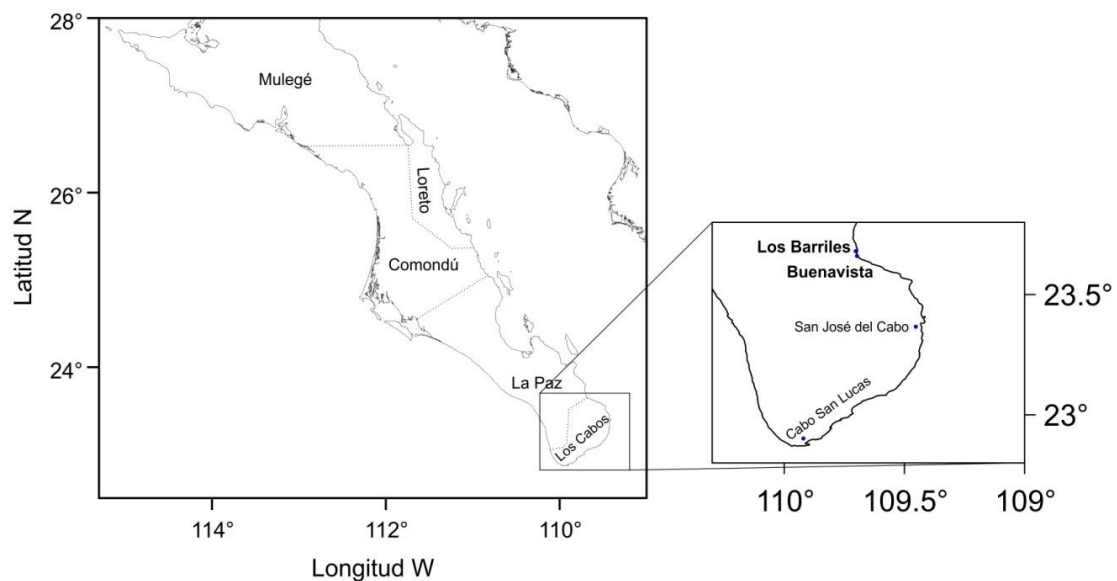 28°
Mulegé
26°
Loreto
Comondú
24°
La Paz
Los Cabos
114°
112°
110°
Latitud N
Longitud W
Los Barriles
Buenavista
San José del Cabo
Cabo San Lucas
23.5°
23°
110°
109.5°
109°